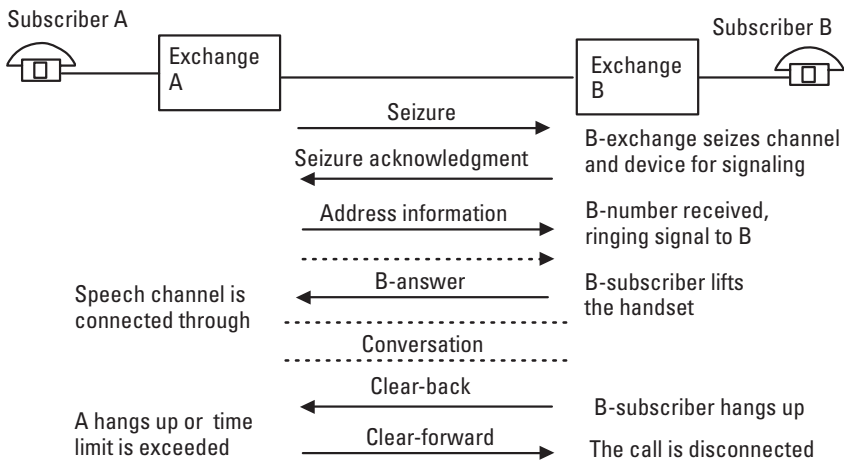 Subscriber A
Subscriber B
Exchange
A
Exchange
B
Seizure
B-exchange seizes channel
and device for signaling
Seizure acknowledgment
Address information
B-number received,
ringing signal to B
B-answer
B-subscriber lifts
the handset
Speech channel is
connected through
Conversation
Clear-back
B-subscriber hangs up
A hangs up or time
limit is exceeded
Clear-forward
The call is disconnected